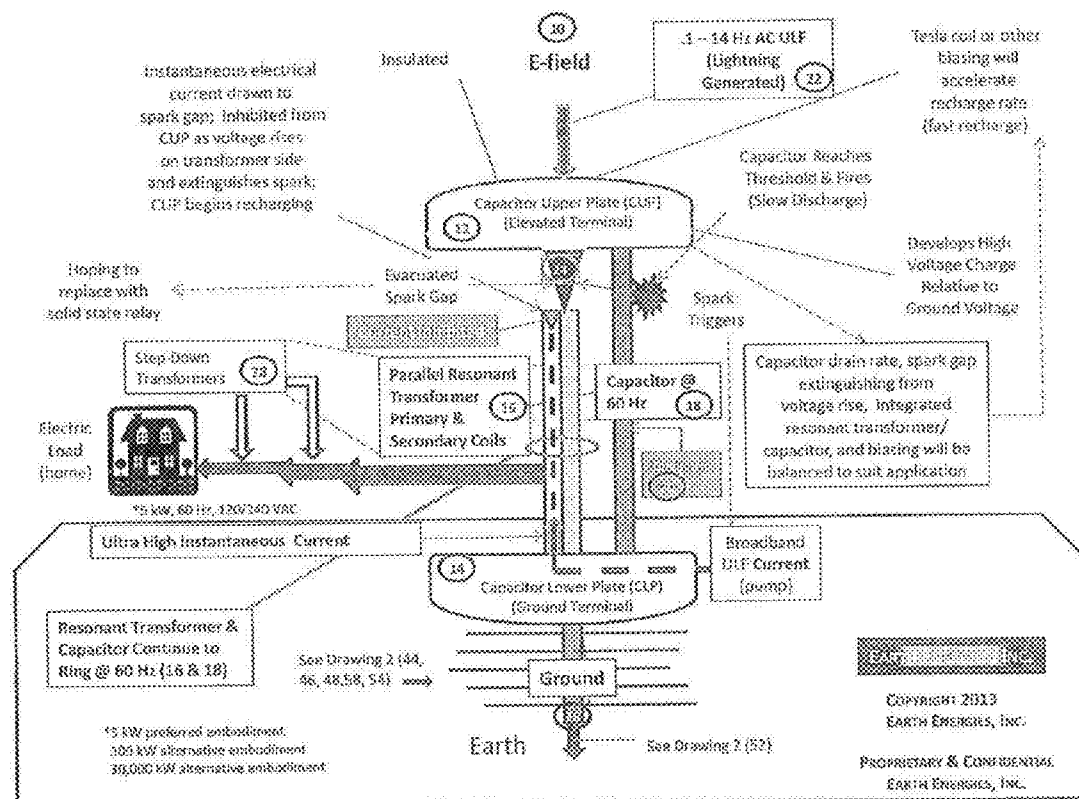 10
E-field
.1 – 14 Hz AC ULF
(Lightning
Generated)
22
Tesla coil or other
biasing will
accelerate
recharge rate
(fast recharge)
Insulated
Instantaneous electrical
current drawn to
spark gap; Inhibited from
CUP as voltage rises
on transformer side
and extinguishes spark;
CUP begins recharging
Capacitor Reaches
Threshold & Fires
(Slow Discharge)
Capacitor Upper Plate (CUP)
(Elevated Terminal)
12
Develops High
Voltage Charge
Relative to
Ground Voltage
Hoping to
replace with
solid state relay
Evacuated
Spark Gap
Spark
Triggers
Step Down
Transformers
28
Parallel Resonant
Transformer
Primary &
Secondary Coils
16
Capacitor @
60 Hz
18
Capacitor drain rate, spark gap
extinguishing from
voltage rise, integrated
resonant transformer/
capacitor, and biasing will be
balanced to suit application
Electric
Load
(home)
*5 kW, 60 Hz, 120/240 VAC
Ultra High Instantaneous Current
Broadband
ULF Current
(pump)
14
Capacitor Lower Plate (CLP)
(Ground Terminal)
Resonant Transformer &
Capacitor Continue to
Ring @ 60 Hz (16 & 18)
See Drawing 2 (44,
46, 48,58, 54)
Ground
Earth
See Drawing 2 (52)
*5 kW preferred embodiment
300 kW alternative embodiment
30,000 kW alternative embodiment
COPYRIGHT 2013
EARTH ENERGIES, INC.
PROPRIETARY & CONFIDENTIAL
EARTH ENERGIES, INC.